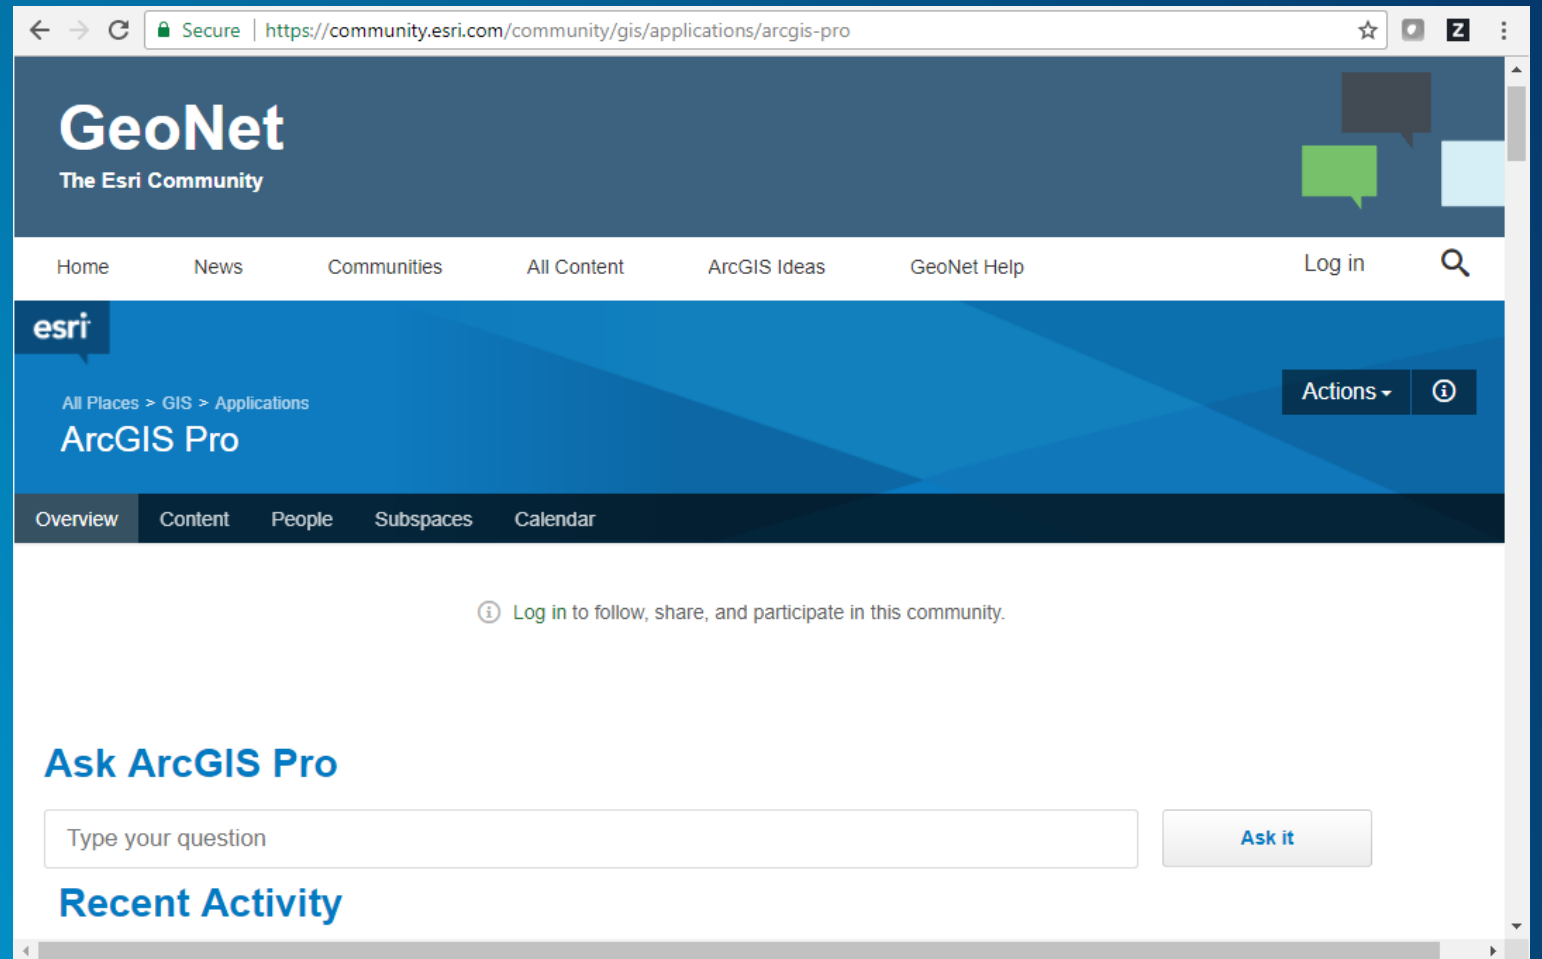 Secure | https://community.esri.com/community/gis/applications/arcgis-pro
Z
GeoNet
The Esri Community
Home News Communities All Content ArcGIS Ideas GeoNet Help Log in
esri
All Places > GIS > Applications
Actions
ArcGIS Pro
Overview Content People Subspaces Calendar
Log in to follow, share, and participate in this community.
Ask ArcGIS Pro
Type your question Ask it
Recent Activity